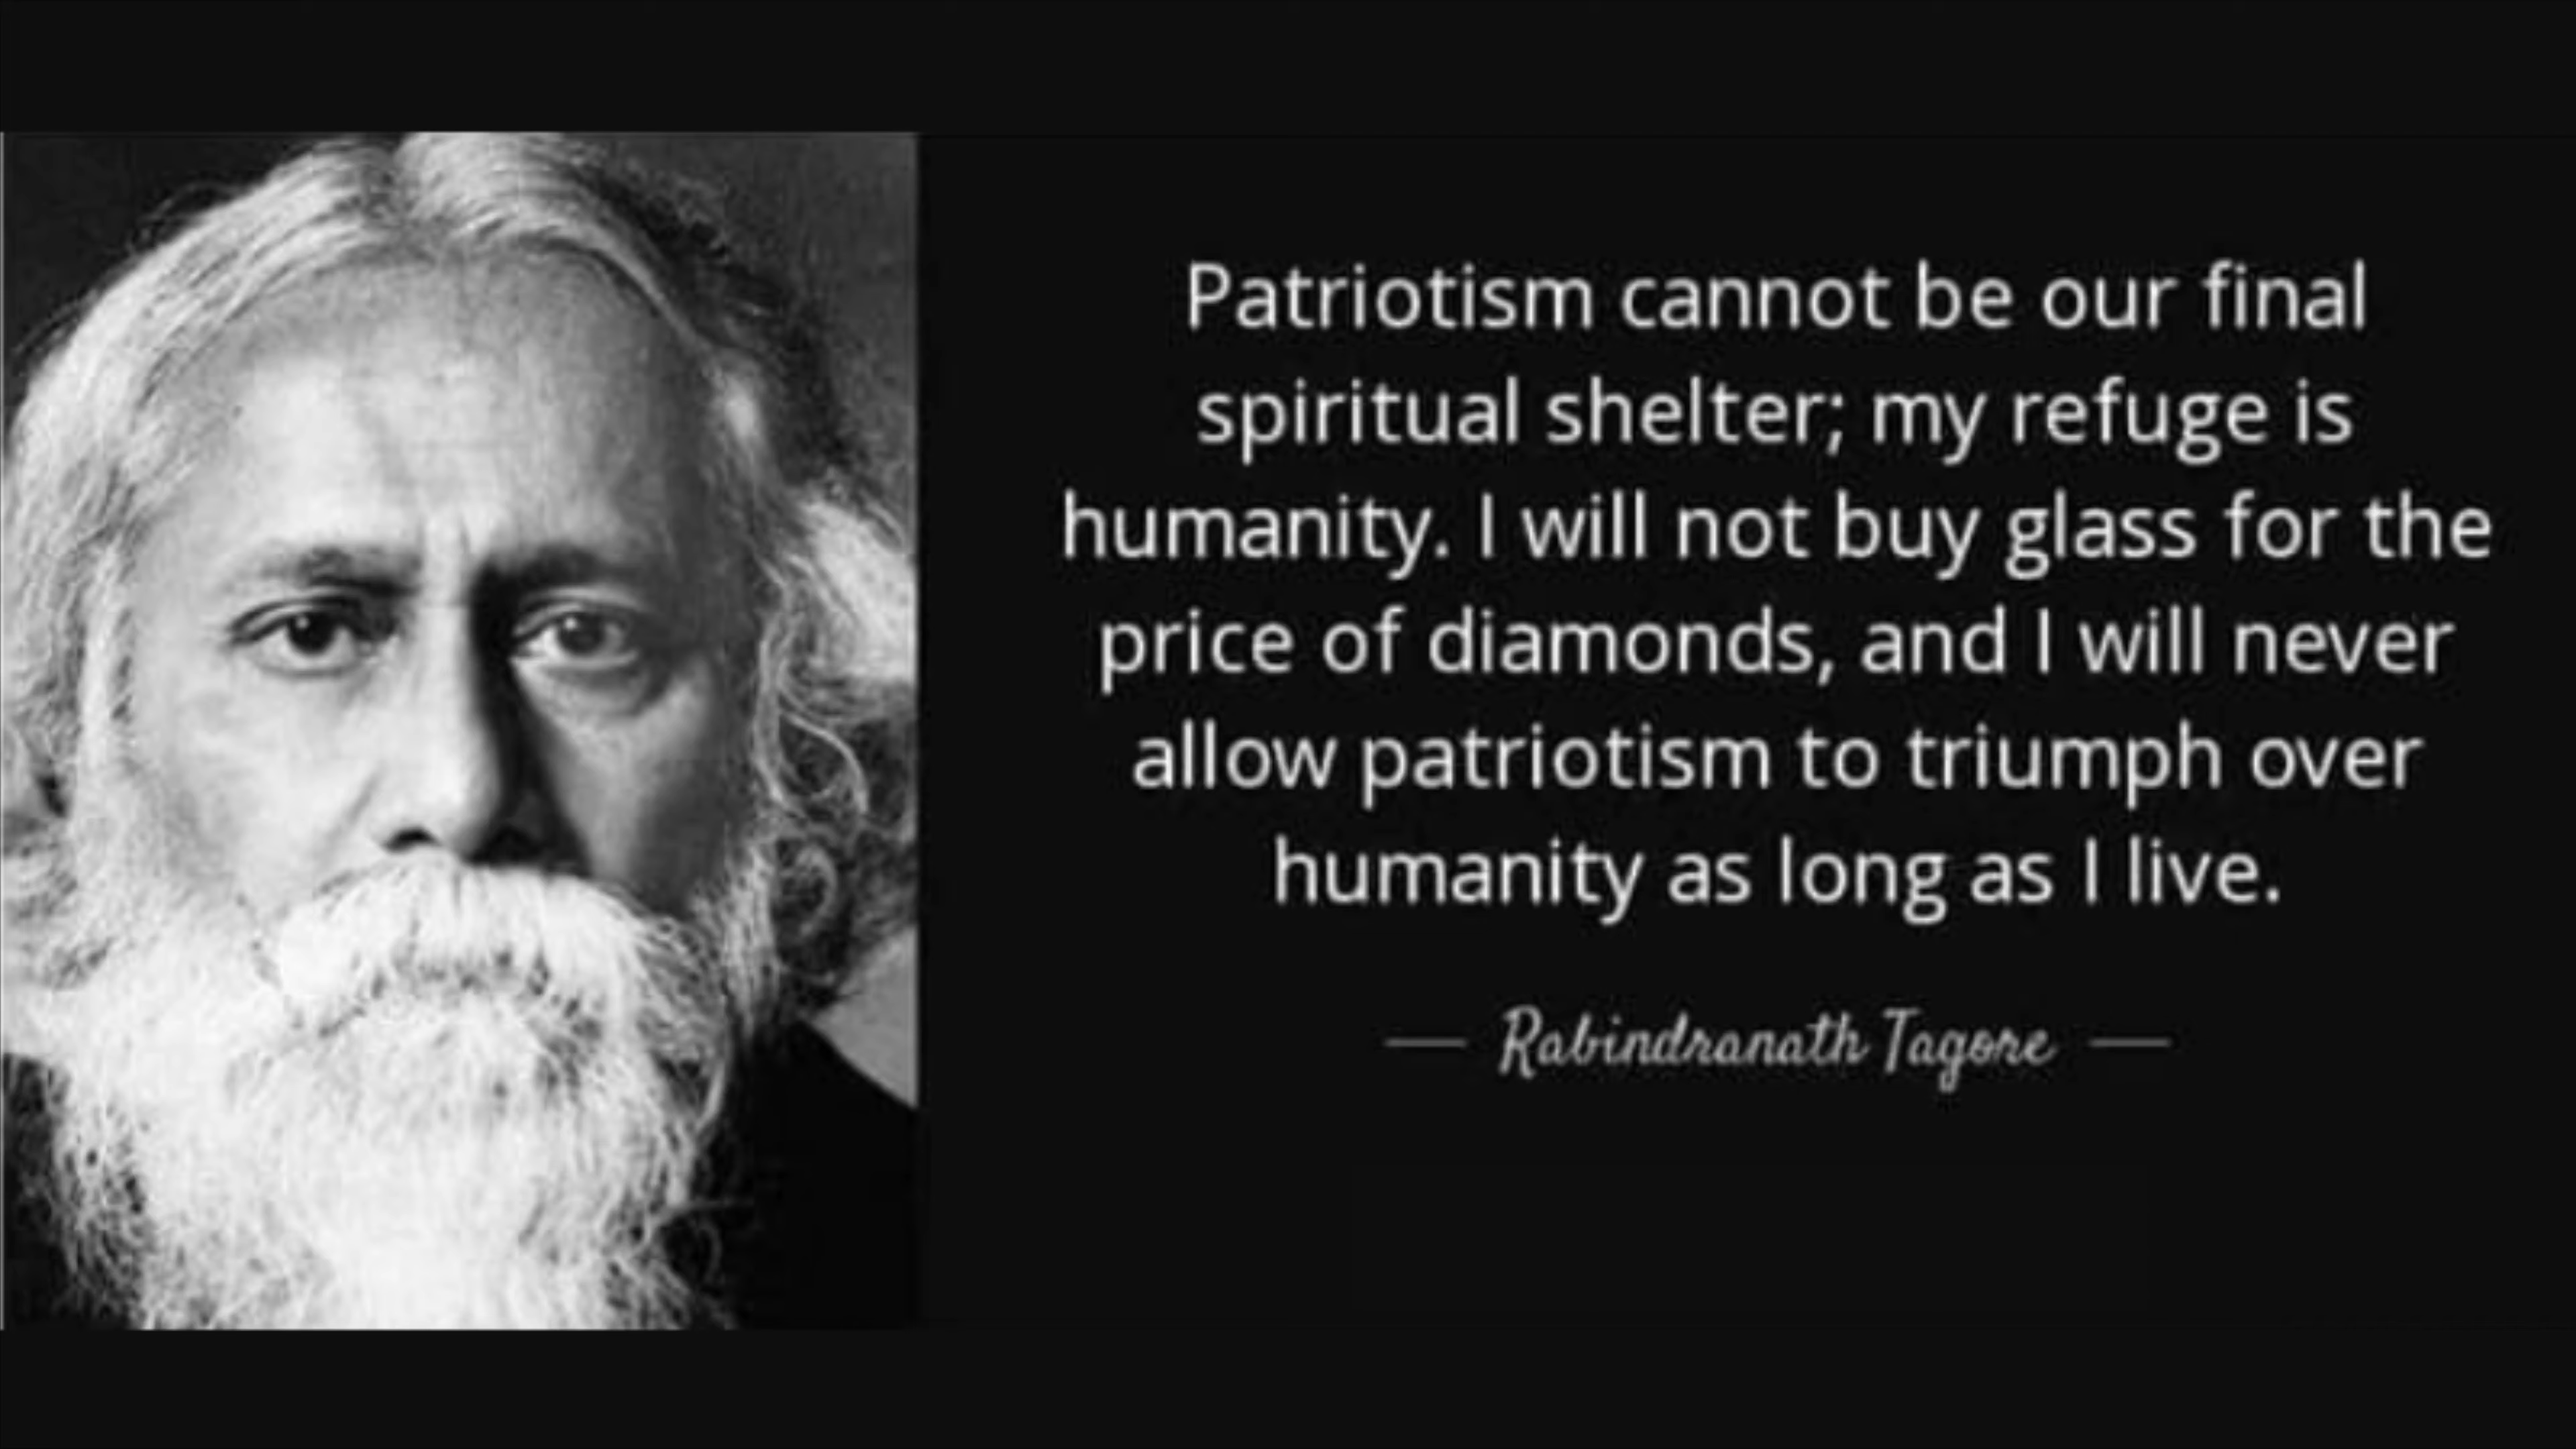 Patriotism cannot be our final
spiritual shelter; my refuge is
humanity. I will not buy glass for the
price of diamonds, and I will never
allow patriotism to triumph over
humanity as long as I live.
— Rabindranath Tagore —